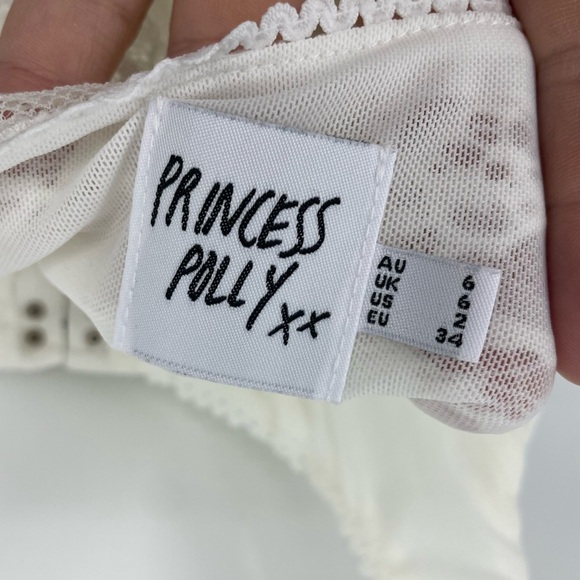 PRINCESS
POLLY xx
AU 6
UK 6
US 2
EU 34